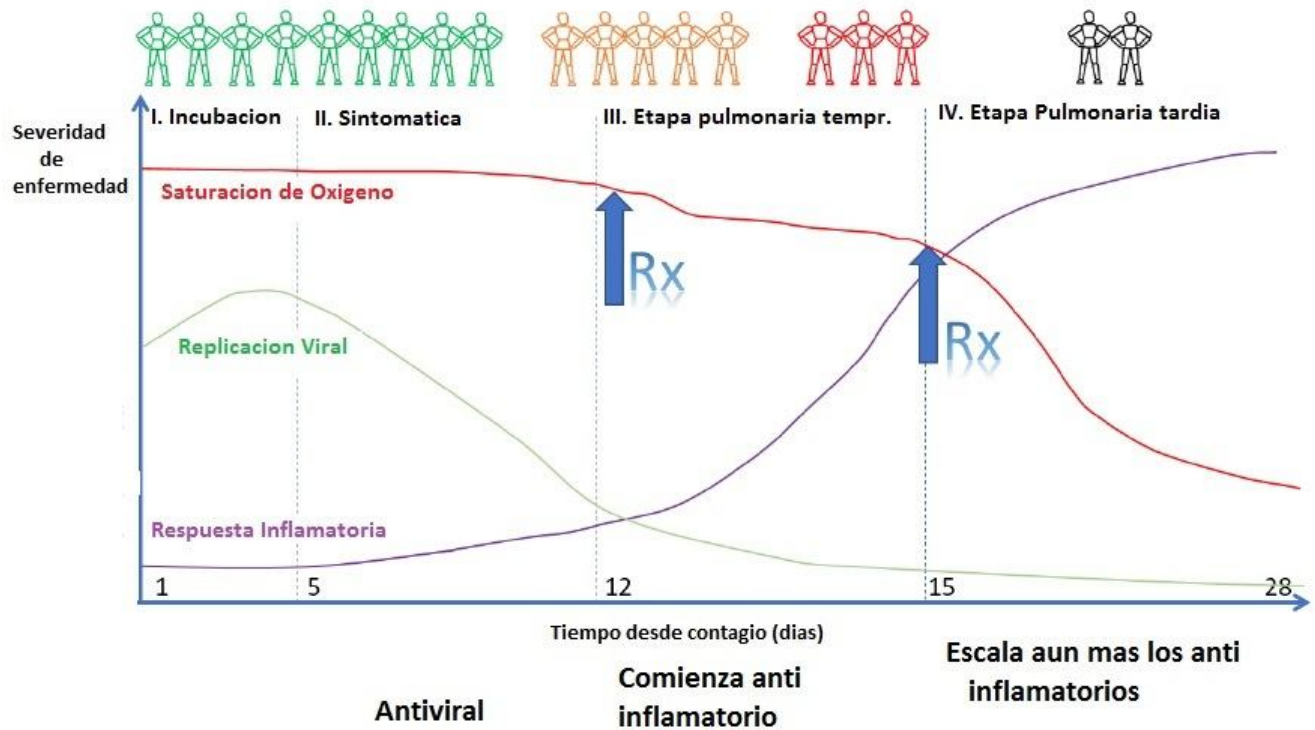 I. Incubacion
II. Sintomatica
III. Etapa pulmonaria tempr.
IV. Etapa Pulmonaria tardia
Severidad
de
enfermedad
Saturacion de Oxigeno
Rx
Rx
Replicacion Viral
Respuesta Inflamatoria
1
5
12
15
28
Tiempo desde contagio (dias)
Antiviral
Comienza anti
inflamatorio
Escala aun mas los anti
inflamatorios